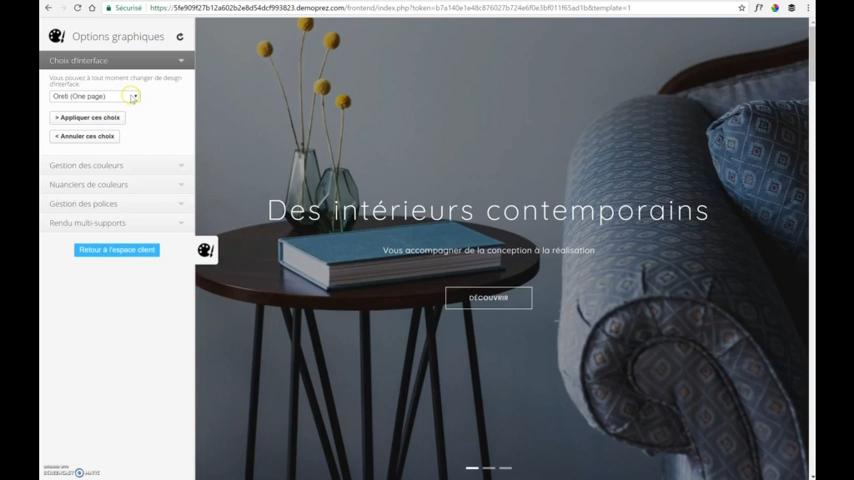 Sécurisé
https://5fe909f27b12a602b2e8d54dcf993823.demoprez.com/frontend/index.php?token=b7a140e1e48c876027b724e6f0e3bf011f65ad1b&template=1
Options graphiques
Choix d'interface
Vous pouvez à tout moment changer de design d'interface.
Oreti (One page)
> Appliquer ces choix
< Annuler ces choix
Gestion des couleurs
Nuanciers de couleurs
Gestion des polices
Rendu multi-supports
Retour à l'espace client
Des intérieurs contemporains
Vous accompagner de la conception à la réalisation
DÉCOUVRIR
SCREENCAST MATIC